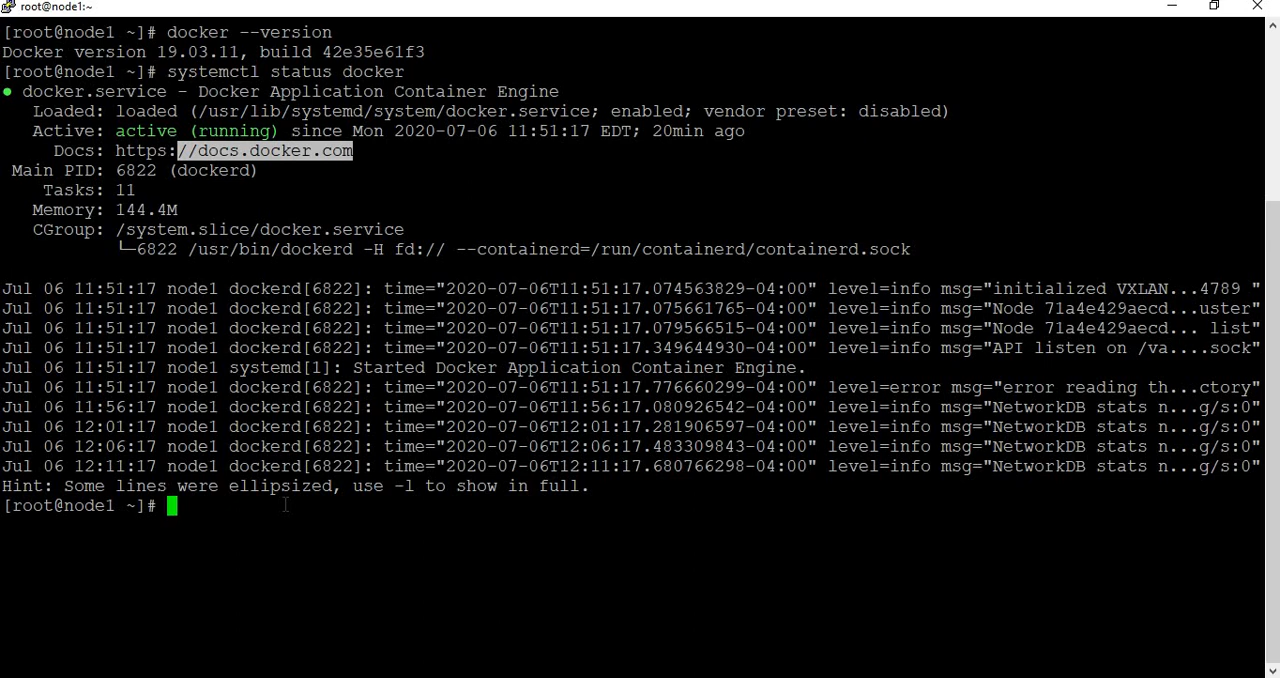 root@node1:~
[root@node1 ~]# docker --version
Docker version 19.03.11, build 42e35e61f3
[root@node1 ~]# systemctl status docker
● docker.service - Docker Application Container Engine
Loaded: loaded (/usr/lib/systemd/system/docker.service; enabled; vendor preset: disabled)
Active: active (running) since Mon 2020-07-06 11:51:17 EDT; 20min ago
Docs: https://docs.docker.com
Main PID: 6822 (dockerd)
Tasks: 11
Memory: 144.4M
CGroup: /system.slice/docker.service
└─6822 /usr/bin/dockerd -H fd:// --containerd=/run/containerd/containerd.sock
Jul 06 11:51:17 node1 dockerd[6822]: time="2020-07-06T11:51:17.074563829-04:00" level=info msg="initialized VXLAN...4789 "
Jul 06 11:51:17 node1 dockerd[6822]: time="2020-07-06T11:51:17.075661765-04:00" level=info msg="Node 71a4e429aecd...uster"
Jul 06 11:51:17 node1 dockerd[6822]: time="2020-07-06T11:51:17.079566515-04:00" level=info msg="Node 71a4e429aecd... list"
Jul 06 11:51:17 node1 dockerd[6822]: time="2020-07-06T11:51:17.349644930-04:00" level=info msg="API listen on /va....sock"
Jul 06 11:51:17 node1 systemd[1]: Started Docker Application Container Engine.
Jul 06 11:51:17 node1 dockerd[6822]: time="2020-07-06T11:51:17.776660299-04:00" level=error msg="error reading th...ctory"
Jul 06 11:56:17 node1 dockerd[6822]: time="2020-07-06T11:56:17.080926542-04:00" level=info msg="NetworkDB stats n...g/s:0"
Jul 06 12:01:17 node1 dockerd[6822]: time="2020-07-06T12:01:17.281906597-04:00" level=info msg="NetworkDB stats n...g/s:0"
Jul 06 12:06:17 node1 dockerd[6822]: time="2020-07-06T12:06:17.483309843-04:00" level=info msg="NetworkDB stats n...g/s:0"
Jul 06 12:11:17 node1 dockerd[6822]: time="2020-07-06T12:11:17.680766298-04:00" level=info msg="NetworkDB stats n...g/s:0"
Hint: Some lines were ellipsized, use -l to show in full.
[root@node1 ~]#